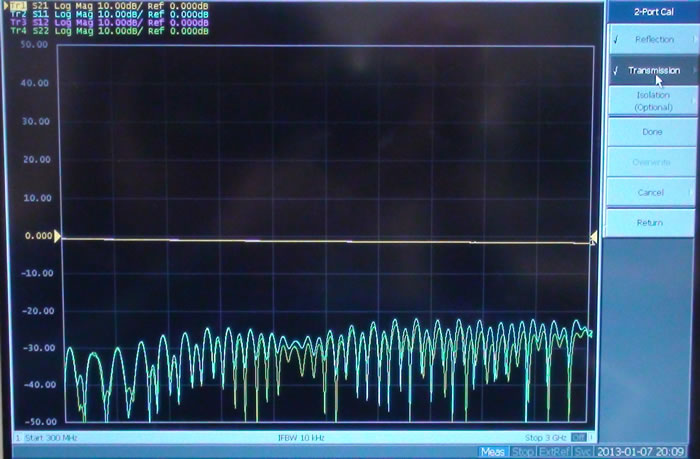 Tr1 S21 Log Mag 10.00dB/ Ref 0.000dB
Tr2 S11 Log Mag 10.00dB/ Ref 0.000dB
Tr3 S12 Log Mag 10.00dB/ Ref 0.000dB
Tr4 S22 Log Mag 10.00dB/ Ref 0.000dB
50.00
40.00
30.00
20.00
10.00
0.000
-10.00
-20.00
-30.00
-40.00
-50.00
2-Port Cal
Reflection
Transmission
Isolation
(Optional)
Done
Overwrite
Cancel
Return
1 Start 300 MHz IFBW 10 kHz Stop 3 GHz Off
Meas Stop ExtRef Svc 2013-01-07 20:09